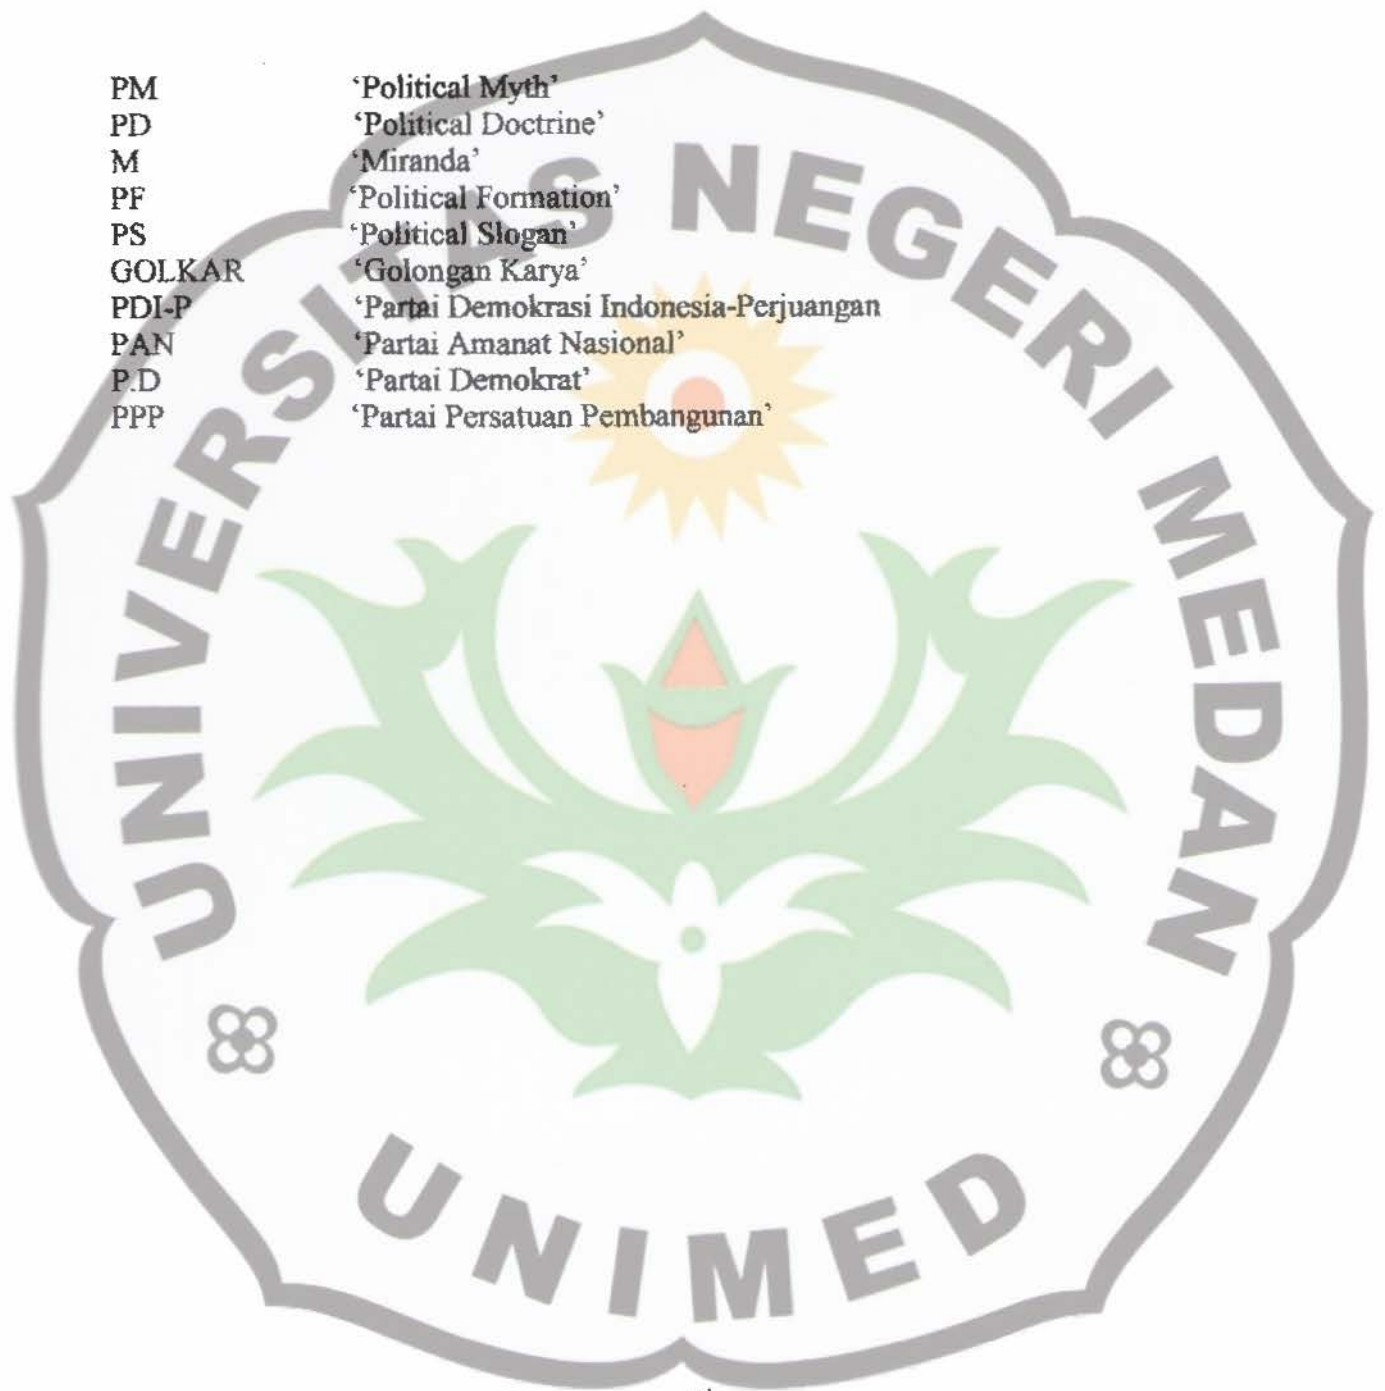 PM ‘Political Myth’
PD ‘Political Doctrine’
M ‘Miranda’
PF ‘Political Formation’
PS ‘Political Slogan’
GOLKAR ‘Golongan Karya’
PDI-P ‘Partai Demokrasi Indonesia-Perjuangan
PAN ‘Partai Amanat Nasional’
P.D ‘Partai Demokrat’
PPP ‘Partai Persatuan Pembangunan’
UNIVERSITAS NEGERI MEDAN
UNIMED